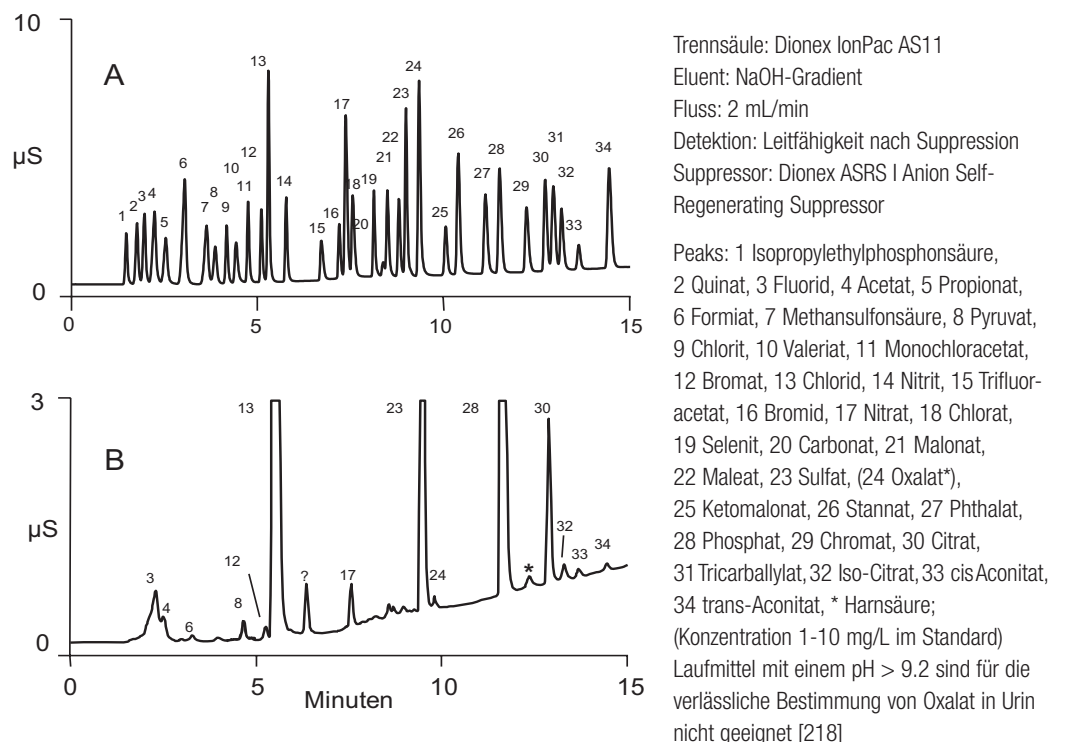 10
A
µS
0
1
2
3
4
5
6
7
8
9
10
11
12
13
14
15
16
17
18
19
20
21
22
23
24
25
26
27
28
29
30
31
32
33
34
0
5
10
15
3
B
µS
0
3
4
6
8
12
13
?
17
23
24
28
*
30
32
33
34
0
5
10
15
Minuten
Trennsäule: Dionex IonPac AS11
Eluent: NaOH-Gradient
Fluss: 2 mL/min
Detektion: Leitfähigkeit nach Suppression
Suppressor: Dionex ASRS I Anion Self-
Regenerating Suppressor
Peaks: 1 Isopropylethylphosphonsäure,
2 Quinat, 3 Fluorid, 4 Acetat, 5 Propionat,
6 Formiat, 7 Methansulfonsäure, 8 Pyruvat,
9 Chlorit, 10 Valeriat, 11 Monochloracetat,
12 Bromat, 13 Chlorid, 14 Nitrit, 15 Trifluor-
acetat, 16 Bromid, 17 Nitrat, 18 Chlorat,
19 Selenit, 20 Carbonat, 21 Malonat,
22 Maleat, 23 Sulfat, (24 Oxalat*),
25 Ketomalonat, 26 Stannat, 27 Phthalat,
28 Phosphat, 29 Chromat, 30 Citrat,
31 Tricarballylat, 32 Iso-Citrat, 33 cis Aconitat,
34 trans-Aconitat, * Harnsäure;
(Konzentration 1-10 mg/L im Standard)
Laufmittel mit einem pH > 9.2 sind für die
verlässliche Bestimmung von Oxalat in Urin
nicht geeignet [218]